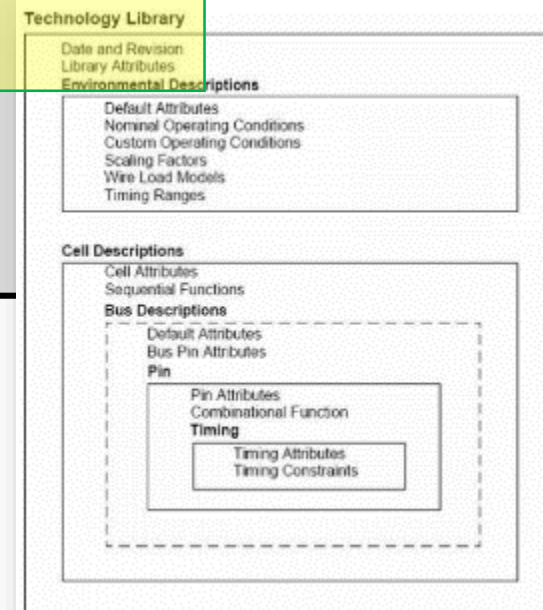 Technology Library
Date and Revision
Library Attributes
Environmental Descriptions
Default Attributes
Nominal Operating Conditions
Custom Operating Conditions
Scaling Factors
Wire Load Models
Timing Ranges
Cell Descriptions
Cell Attributes
Sequential Functions
Bus Descriptions
Default Attributes
Bus Pin Attributes
Pin
Pin Attributes
Combinational Function
Timing
Timing Attributes
Timing Constraints